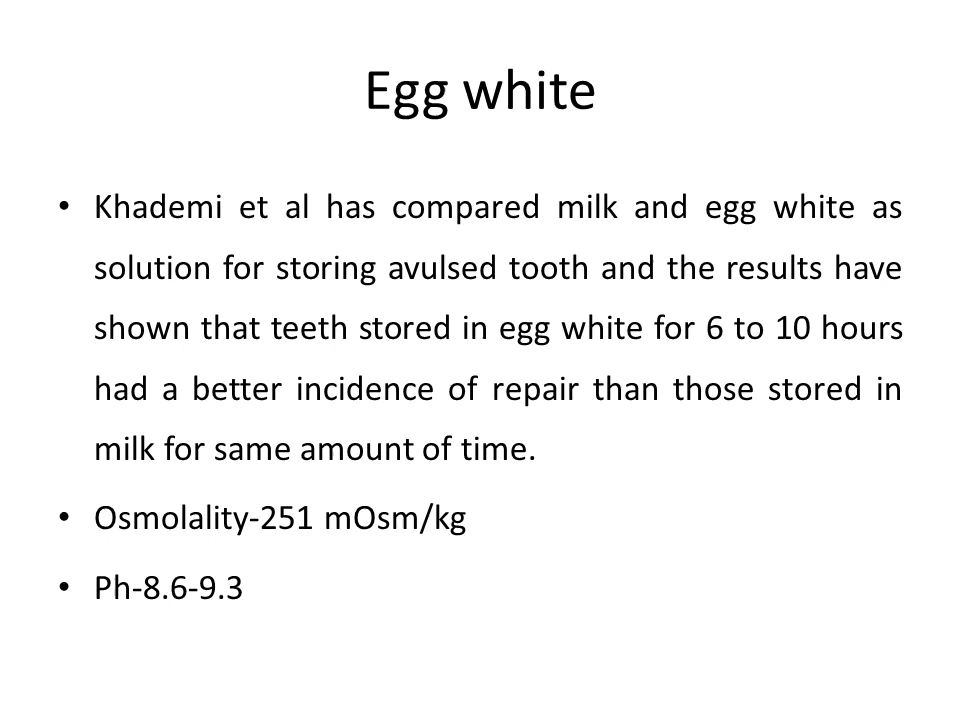 Egg white
• Khademi et al has compared milk and egg white as
solution for storing avulsed tooth and the results have
shown that teeth stored in egg white for 6 to 10 hours
had a better incidence of repair than those stored in
milk for same amount of time.
• Osmolality-251 mOsm/kg
• Ph-8.6-9.3